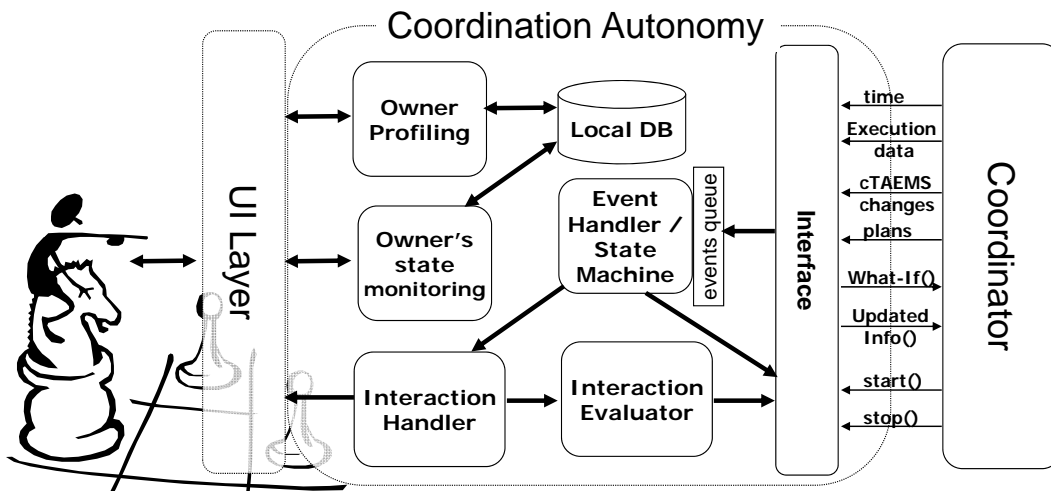 Coordination Autonomy
UI Layer
Owner
Profiling
Local DB
Owner's
state
monitoring
Event
Handler /
State
Machine
events queue
Interaction
Handler
Interaction
Evaluator
Interface
time
Execution
data
cTAEMS
changes
plans
What-If()
Updated
Info()
start()
stop()
Coordinator